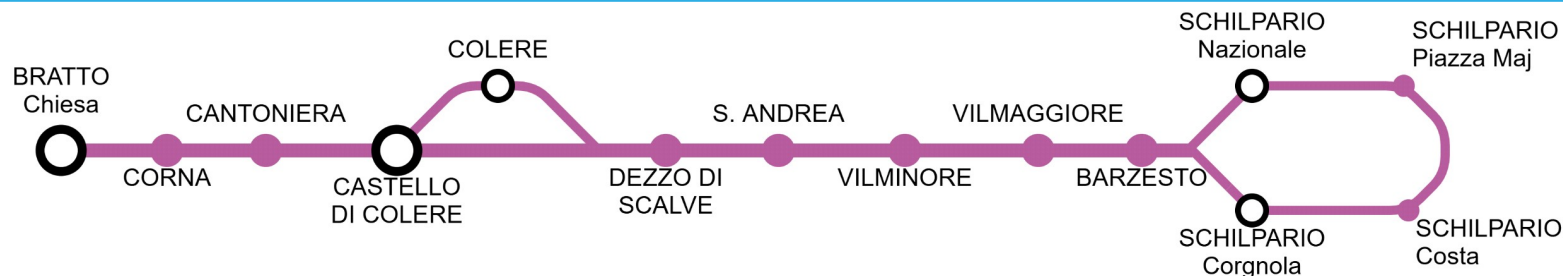 BRATTO
Chiesa
CORNA
CANTONIERA
CASTELLO
DI COLERE
COLERE
DEZZO DI
SCALVE
S. ANDREA
VILMINORE
VILMAGGIORE
BARZESTO
SCHILPARIO
Nazionale
SCHILPARIO
Piazza Maj
SCHILPARIO
Costa
SCHILPARIO
Corgnola